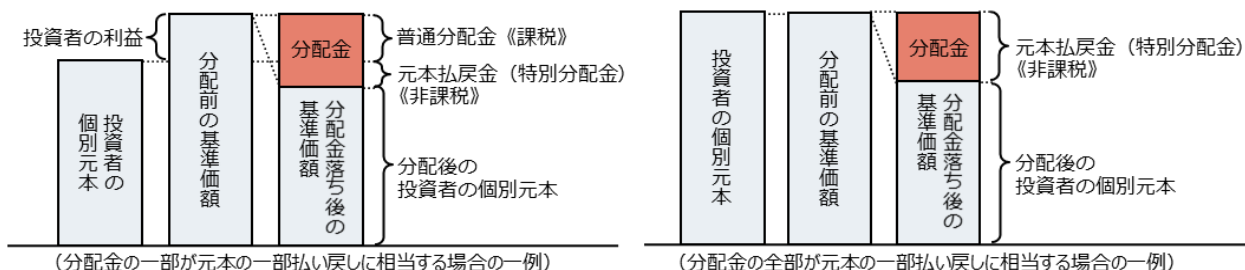 投資者の利益
投資者の
個別元本
分配前の基準価額
分配金
分配金落ち後の
基準価額
普通分配金《課税》
元本払戻金（特別分配金）
《非課税》
分配後の
投資者の個別元本
（分配金の一部が元本の一部払い戻しに相当する場合の一例）
投資者の個別元本
分配前の基準価額
分配金
分配金落ち後の
基準価額
元本払戻金（特別分配金）
《非課税》
分配後の
投資者の個別元本
（分配金の全部が元本の一部払い戻しに相当する場合の一例）